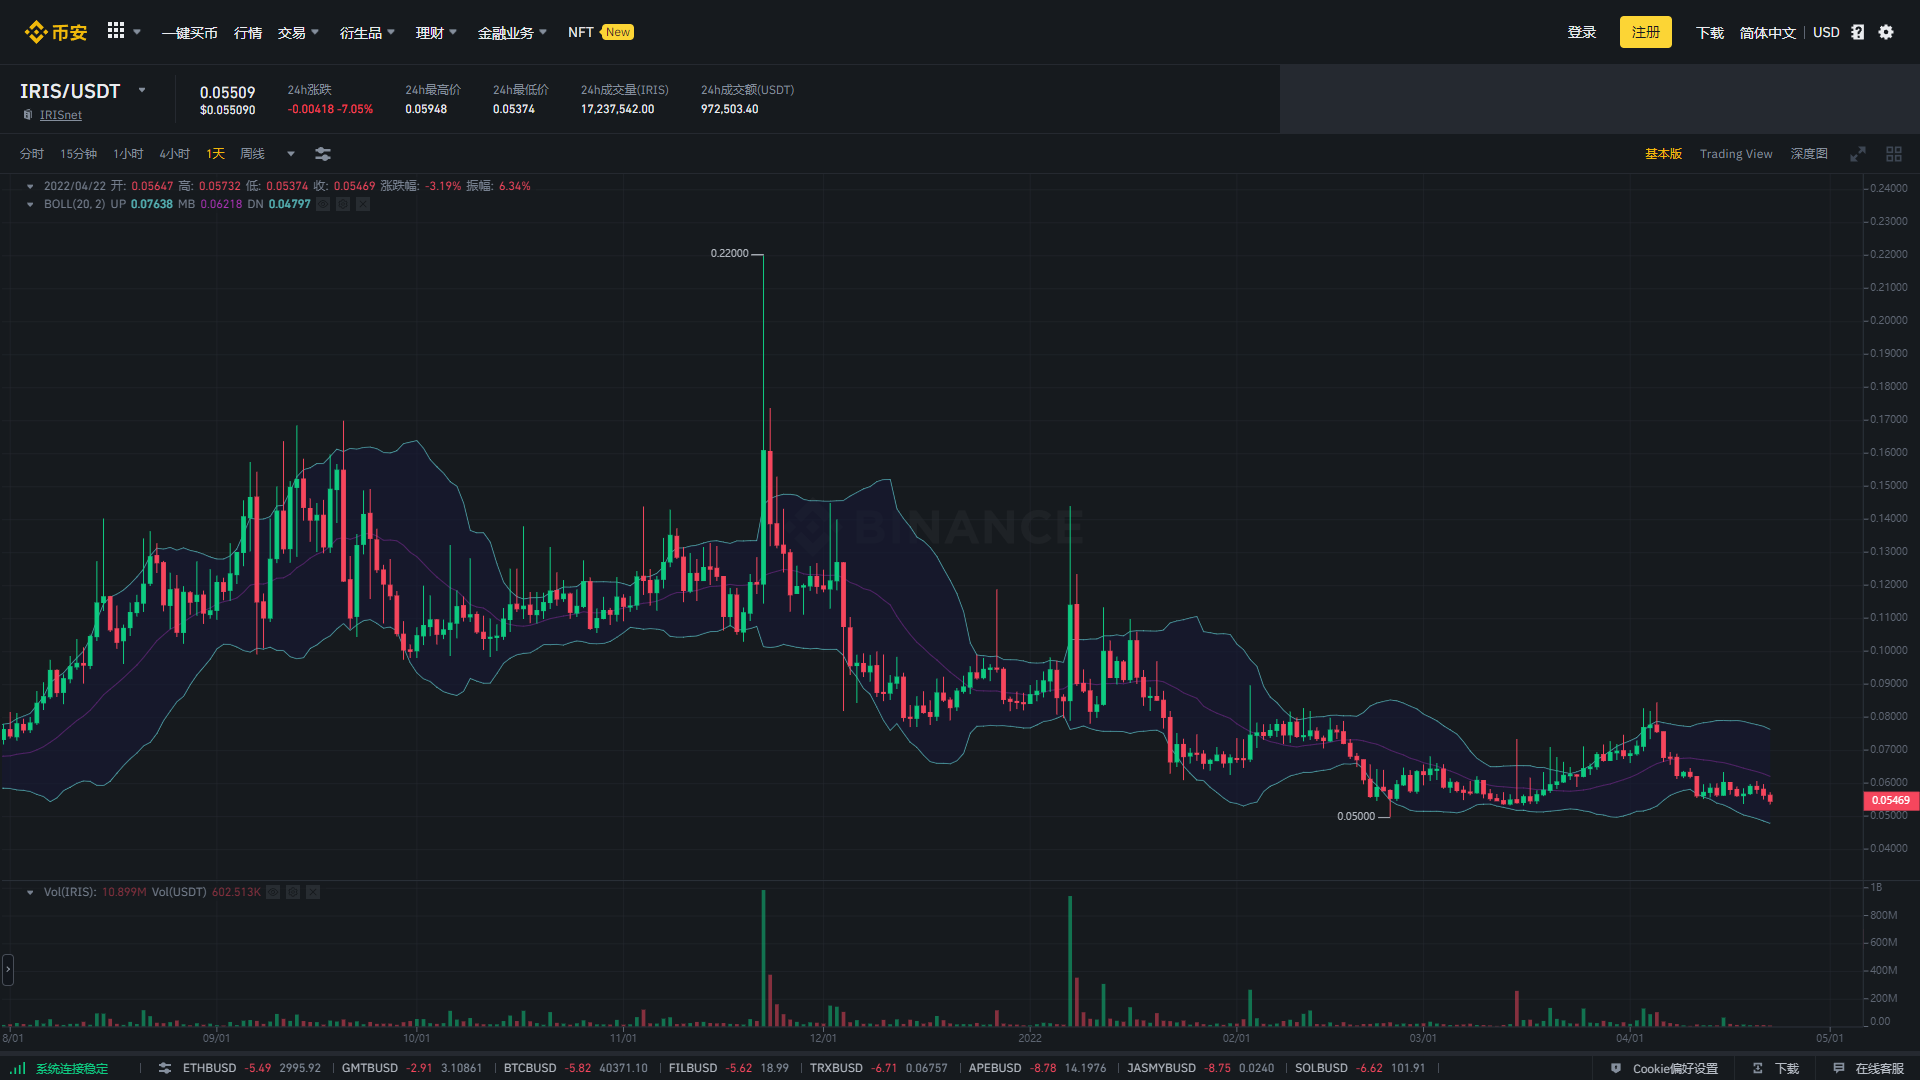 币安 一键买币 行情 交易 衍生品 理财 金融业务 NFT New 登录 注册 下载 简体中文 USD
IRIS/USDT
IRISnet
0.05509
$0.055090
24h涨跌
-0.00418 -7.05%
24h最高价
0.05948
24h最低价
0.05374
24h成交量(IRIS)
17,237,542.00
24h成交额(USDT)
972,503.40
分时 15分钟 1小时 4小时 1天 周线 基本版 Trading View 深度图
2022/04/22 开: 0.05647 高: 0.05732 低: 0.05374 收: 0.05469 涨跌幅: -3.19% 振幅: 6.34%
BOLL(20, 2) UP 0.07638 MB 0.06218 DN 0.04797
0.24000
0.23000
0.22000
0.22000
0.21000
0.20000
0.19000
0.18000
0.17000
0.16000
0.15000
0.14000
BINANCE
0.13000
0.12000
0.11000
0.10000
0.09000
0.08000
0.07000
0.06000
0.05469
0.05000
0.05000
0.04000
Vol(IRIS): 10.899M Vol(USDT) 602.513K
1B
800M
600M
400M
200M
0.00
8/01 09/01 10/01 11/01 12/01 2022 02/01 03/01 04/01 05/01
系统连接稳定 ETHBUSD -5.49 2995.92 GMTBUSD -2.91 3.10861 BTCBUSD -5.82 40371.10 FILBUSD -5.62 18.99 TRXBUSD -6.71 0.06757 APEBUSD -8.78 14.1976 JASMYBUSD -8.75 0.0240 SOLBUSD -6.62 101.91 Cookie偏好设置 下载 在线客服